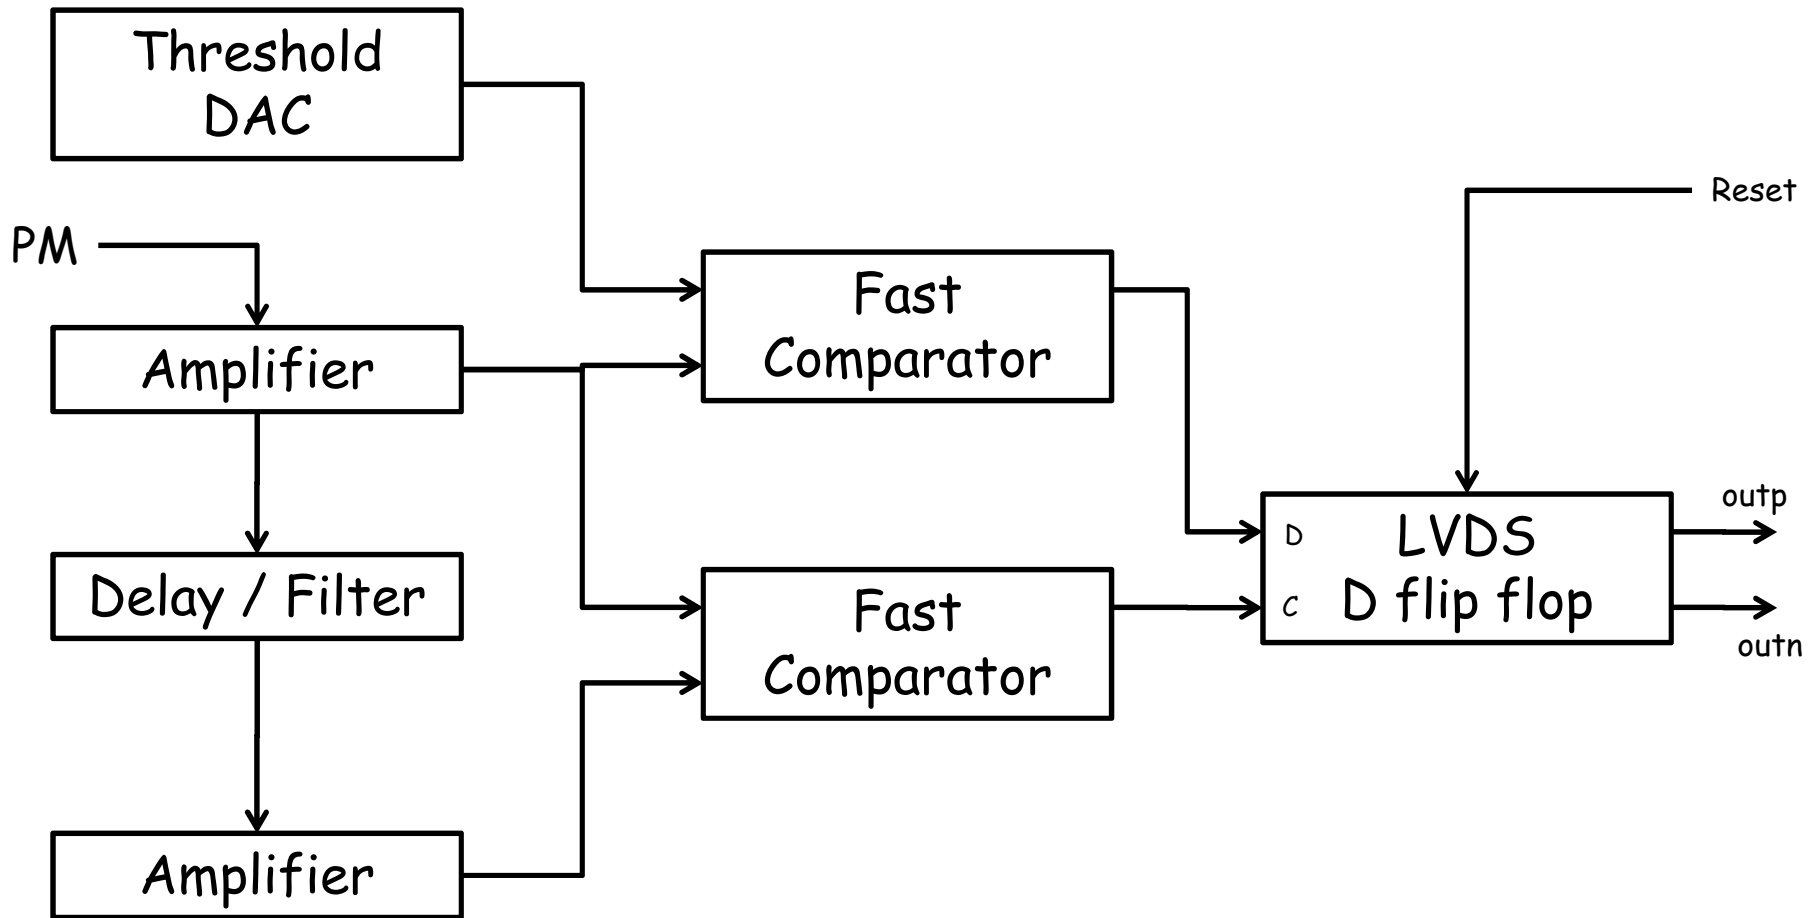 Threshold
DAC
PM
Amplifier
Delay / Filter
Amplifier
Fast
Comparator
Fast
Comparator
Reset
D
C
LVDS
D flip flop
outp
outn